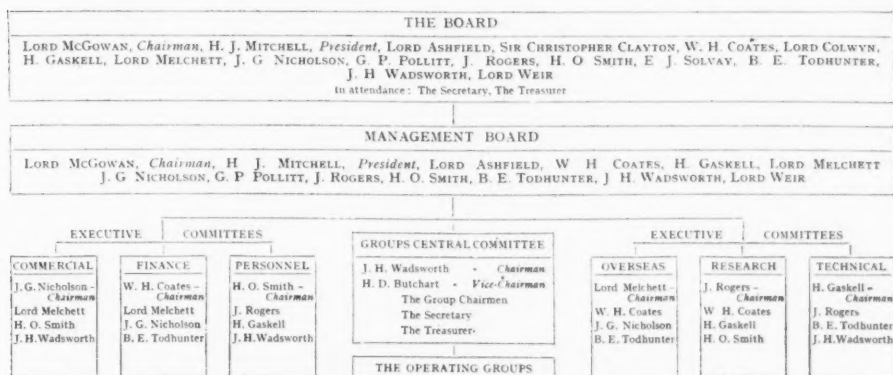 THE BOARD
LORD MCGOWAN, Chairman, H. J. MITCHELL, President, LORD ASHFIELD, SIR CHRISTOPHER CLAYTON, W. H. COATES, LORD COLWYN,
H. GASKELL, LORD MELCHETT, J. G NICHOLSON, G. P. POLLITT, J. ROGERS, H. O SMITH, E J. SOLVAY, B. E. TODHUNTER,
J. H WADSWORTH, LORD WEIR
In attendance: The Secretary, The Treasurer
MANAGEMENT BOARD
LORD MCGOWAN, Chairman, H J. MITCHELL, President, LORD ASHFIELD, W H COATES, H. GASKELL, LORD MELCHETT
J. G NICHOLSON, G. P. POLLITT, J. ROGERS, H. O. SMITH, B. E. TODHUNTER, J H. WADSWORTH, LORD WEIR
EXECUTIVE COMMITTEES
COMMERCIAL
J. G. Nicholson -
Chairman
Lord Melchett
H. O. Smith
J. H. Wadsworth
FINANCE
W. H. Coates -
Chairman
Lord Melchett
J. G. Nicholson
B. E. Todhunter
PERSONNEL
H. O. Smith -
Chairman
J. Rogers
H. Gaskell
J. H. Wadsworth
GROUPS CENTRAL COMMITTEE
J. H. Wadsworth - Chairman
H. D. Butchart - Vice-Chairman
The Group Chairmen
The Secretary
The Treasurer
EXECUTIVE COMMITTEES
OVERSEAS
Lord Melchett -
Chairman
W. H. Coates
J. G. Nicholson
B. E. Todhunter
RESEARCH
J. Rogers -
Chairman
W H. Coates
H. Gaskell
H. O. Smith
TECHNICAL
H. Gaskell -
Chairman
J. Rogers
B. E. Todhunter
J. H. Wadsworth
THE OPERATING GROUPS